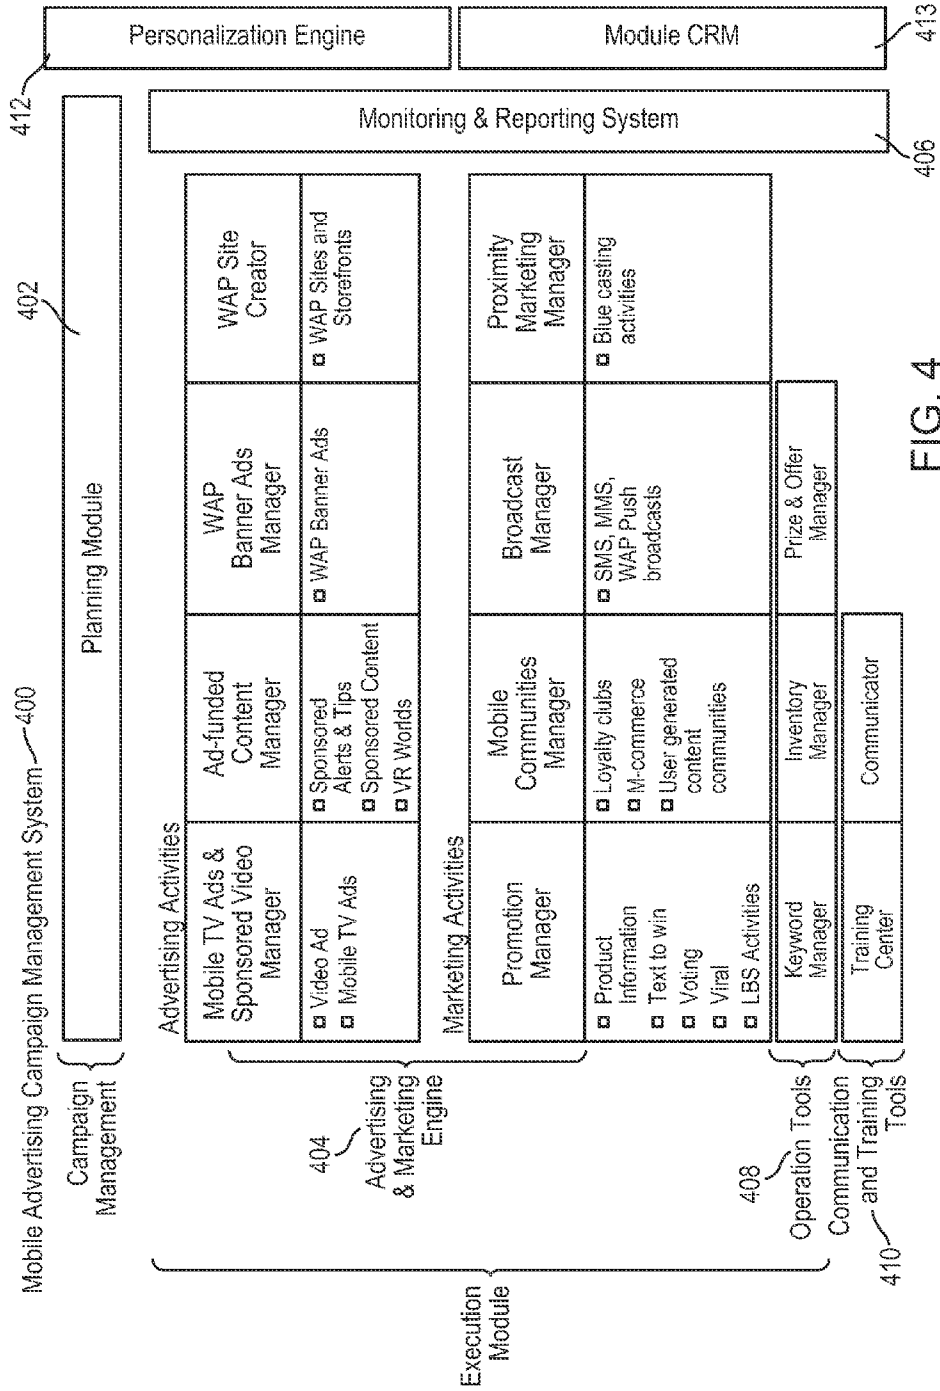 Mobile Advertising Campaign Management System
400
Campaign
Management
Planning Module
402
412
Personalization Engine
Module CRM
413
Monitoring & Reporting System
406
Execution
Module
404
Advertising
& Marketing
Engine
Advertising Activities
Mobile TV Ads &
Sponsored Video
Manager
Video Ad
Mobile TV Ads
Ad-funded
Content
Manager
Sponsored
Alerts & Tips
Sponsored Content
VR Worlds
WAP
Banner Ads
Manager
WAP Banner Ads
WAP Site
Creator
WAP Sites and
Storefronts
Marketing Activities
Promotion
Manager
Product
Information
Text to win
Voting
Viral
LBS Activities
Mobile
Communities
Manager
Loyalty clubs
M-commerce
User generated
content
communities
Broadcast
Manager
SMS, MMS,
WAP Push
broadcasts
Proximity
Marketing
Manager
Blue casting
activities
408
Operation Tools
Keyword
Manager
Inventory
Manager
Prize & Offer
Manager
Communication
and Training
Tools
410
Training
Center
Communicator
FIG. 4